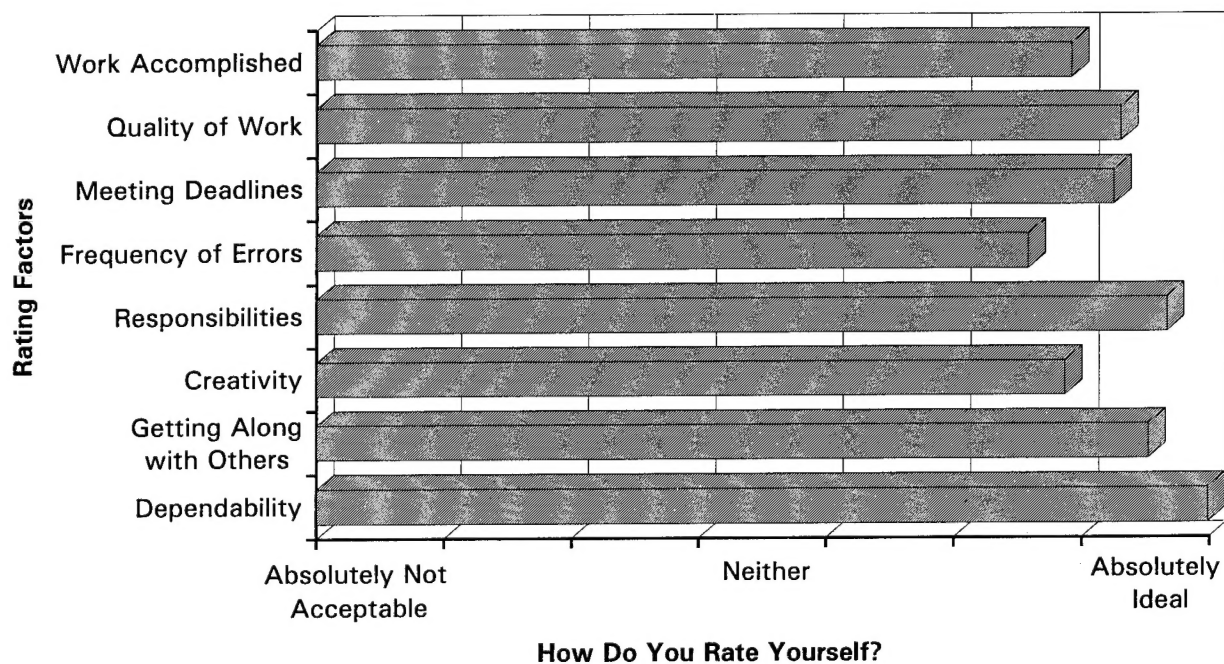 Rating Factors
Work Accomplished
Quality of Work
Meeting Deadlines
Frequency of Errors
Responsibilities
Creativity
Getting Along
with Others
Dependability
Absolutely Not
Acceptable
Neither
Absolutely
Ideal
How Do You Rate Yourself?